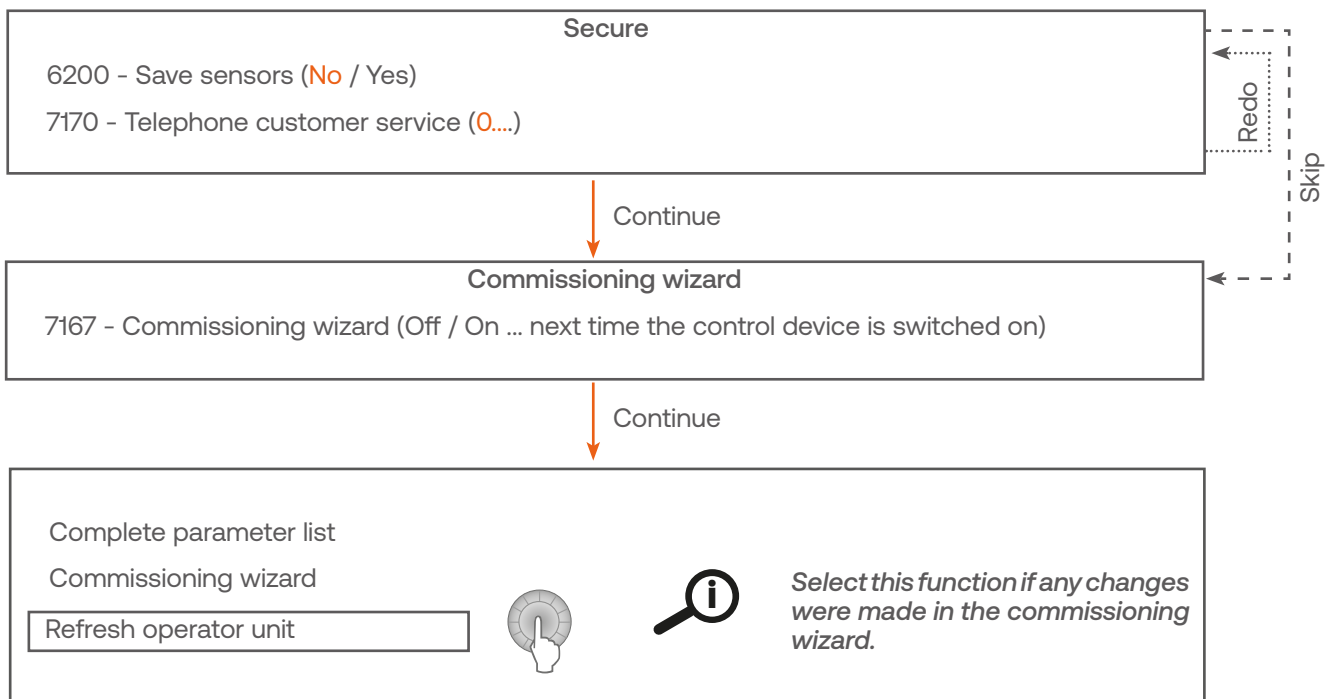 Secure
6200 - Save sensors (No / Yes)
7170 - Telephone customer service (0....)
Redo
Skip
Continue
Commissioning wizard
7167 - Commissioning wizard (Off / On ... next time the control device is switched on)
Continue
Complete parameter list
Commissioning wizard
Refresh operator unit
i
Select this function if any changes
were made in the commissioning
wizard.